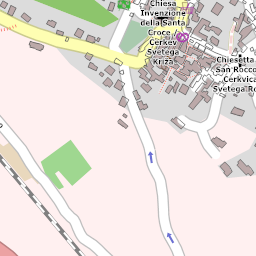 Chiesa
Invenzione
della Santa
Croce /
Cerkev
Svetega
Križa
Chiesetta
San Rocco
Cerkvica
Svetega Ro